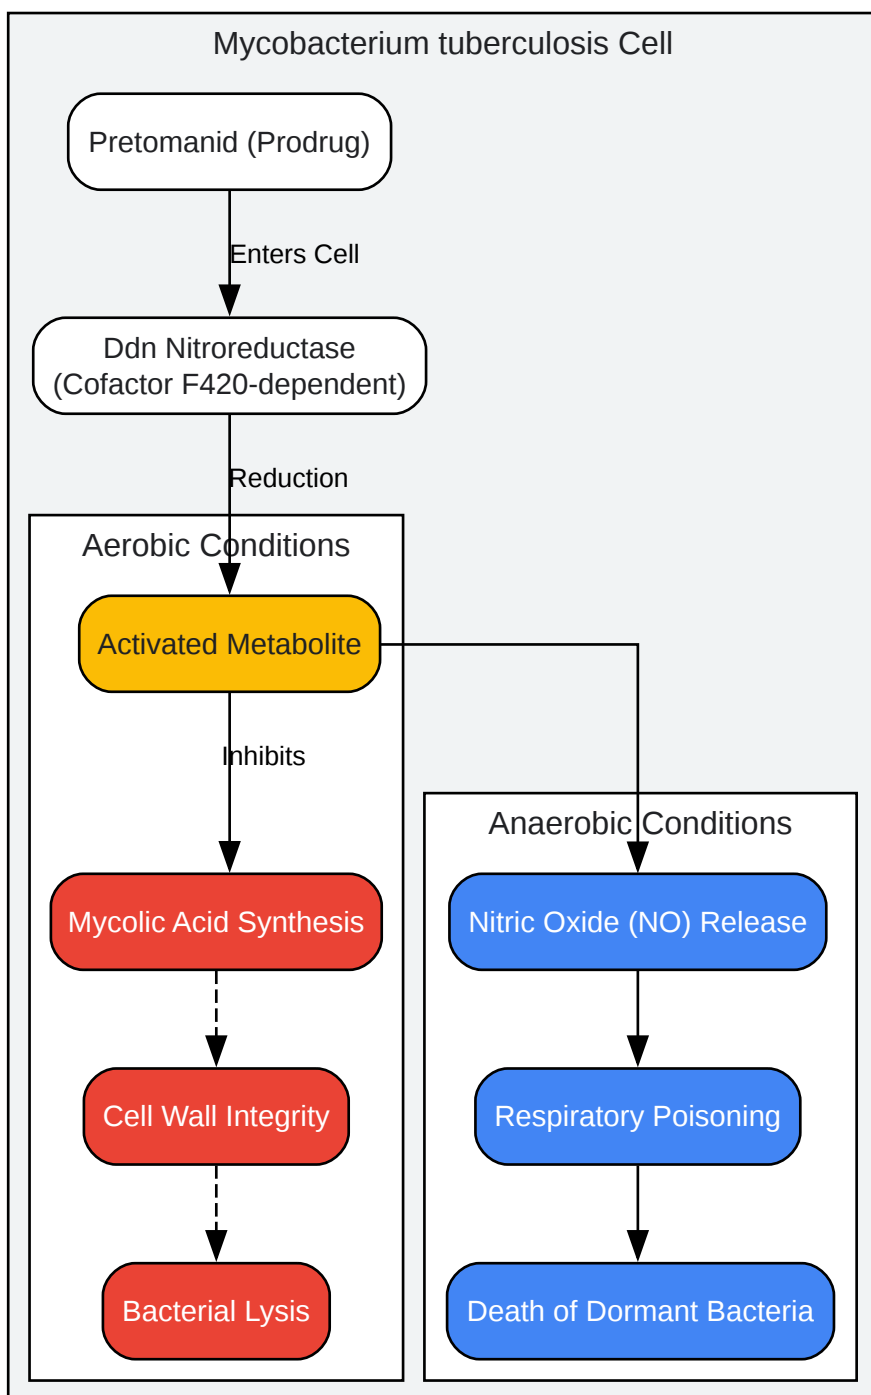 Mycobacterium tuberculosis Cell
Pretomanid (Prodrug)
Enters Cell
Ddn Nitroreductase
(Cofactor F420-dependent)
Reduction
Aerobic Conditions
Activated Metabolite
Inhibits
Mycolic Acid Synthesis
Cell Wall Integrity
Bacterial Lysis
Anaerobic Conditions
Nitric Oxide (NO) Release
Respiratory Poisoning
Death of Dormant Bacteria